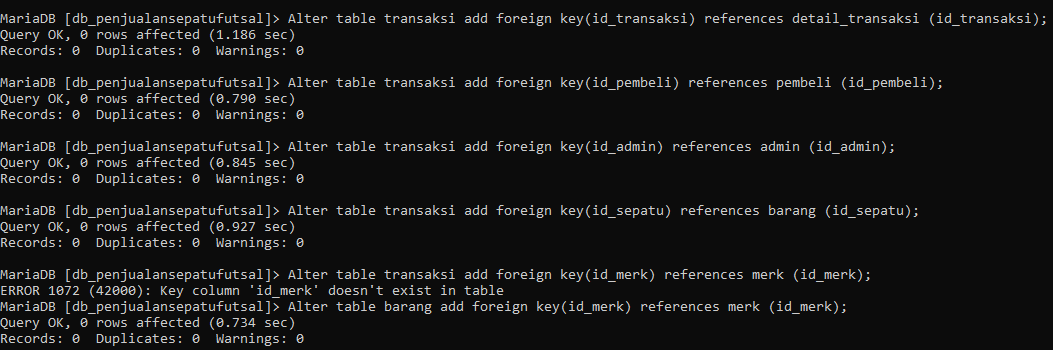 MariaDB [db_penjualansepatufutsal]> Alter table transaksi add foreign key(id_transaksi) references detail_transaksi (id_transaksi);
Query OK, 0 rows affected (1.186 sec)
Records: 0  Duplicates: 0  Warnings: 0
MariaDB [db_penjualansepatufutsal]> Alter table transaksi add foreign key(id_pembeli) references pembeli (id_pembeli);
Query OK, 0 rows affected (0.790 sec)
Records: 0  Duplicates: 0  Warnings: 0
MariaDB [db_penjualansepatufutsal]> Alter table transaksi add foreign key(id_admin) references admin (id_admin);
Query OK, 0 rows affected (0.845 sec)
Records: 0  Duplicates: 0  Warnings: 0
MariaDB [db_penjualansepatufutsal]> Alter table transaksi add foreign key(id_sepatu) references barang (id_sepatu);
Query OK, 0 rows affected (0.927 sec)
Records: 0  Duplicates: 0  Warnings: 0
MariaDB [db_penjualansepatufutsal]> Alter table transaksi add foreign key(id_merk) references merk (id_merk);
ERROR 1072 (42000): Key column 'id_merk' doesn't exist in table
MariaDB [db_penjualansepatufutsal]> Alter table barang add foreign key(id_merk) references merk (id_merk);
Query OK, 0 rows affected (0.734 sec)
Records: 0  Duplicates: 0  Warnings: 0